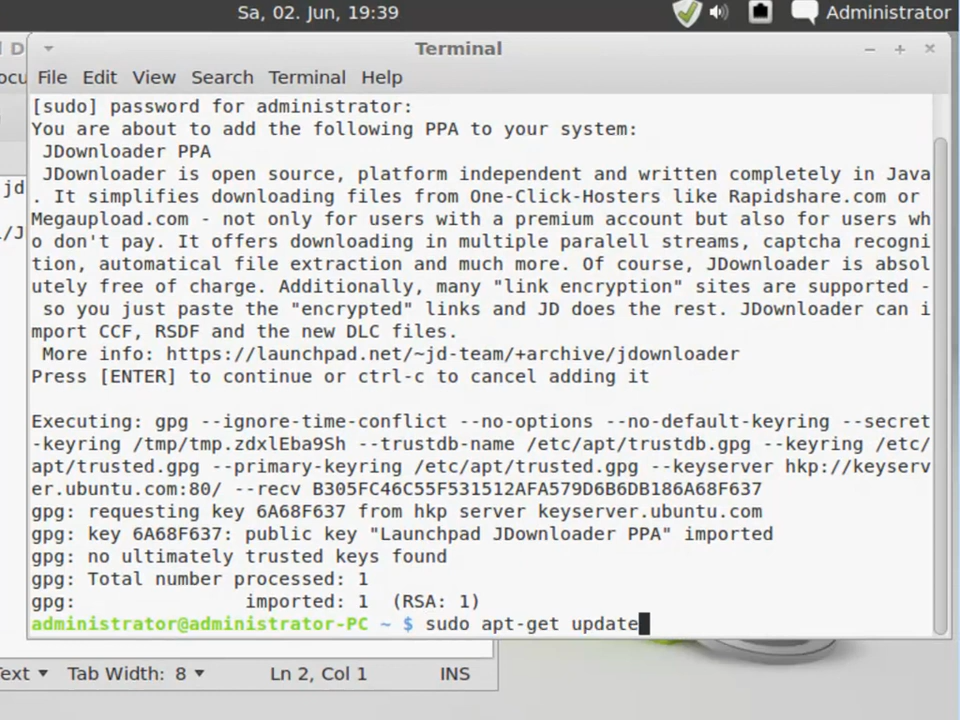 Sa, 02. Jun, 19:39
Administrator
Terminal
File Edit View Search Terminal Help
[sudo] password for administrator:
You are about to add the following PPA to your system:
JDownloader PPA
JDownloader is open source, platform independent and written completely in Java
. It simplifies downloading files from One-Click-Hosters like Rapidshare.com or
Megaupload.com - not only for users with a premium account but also for users wh
o don't pay. It offers downloading in multiple paralell streams, captcha recogni
tion, automatical file extraction and much more. Of course, JDownloader is absol
utely free of charge. Additionally, many "link encryption" sites are supported -
so you just paste the "encrypted" links and JD does the rest. JDownloader can i
mport CCF, RSDF and the new DLC files.
More info: https://launchpad.net/~jd-team/+archive/jdownloader
Press [ENTER] to continue or ctrl-c to cancel adding it
Executing: gpg --ignore-time-conflict --no-options --no-default-keyring --secret
-keyring /tmp/tmp.zdxlEba9Sh --trustdb-name /etc/apt/trustdb.gpg --keyring /etc/
apt/trusted.gpg --primary-keyring /etc/apt/trusted.gpg --keyserver hkp://keyserv
er.ubuntu.com:80/ --recv B305FC46C55F531512AFA579D6B6DB186A68F637
gpg: requesting key 6A68F637 from hkp server keyserver.ubuntu.com
gpg: key 6A68F637: public key "Launchpad JDownloader PPA" imported
gpg: no ultimately trusted keys found
gpg: Total number processed: 1
gpg: imported: 1 (RSA: 1)
administrator@administrator-PC ~ $ sudo apt-get update
Tab Width: 8 Ln 2, Col 1 INS